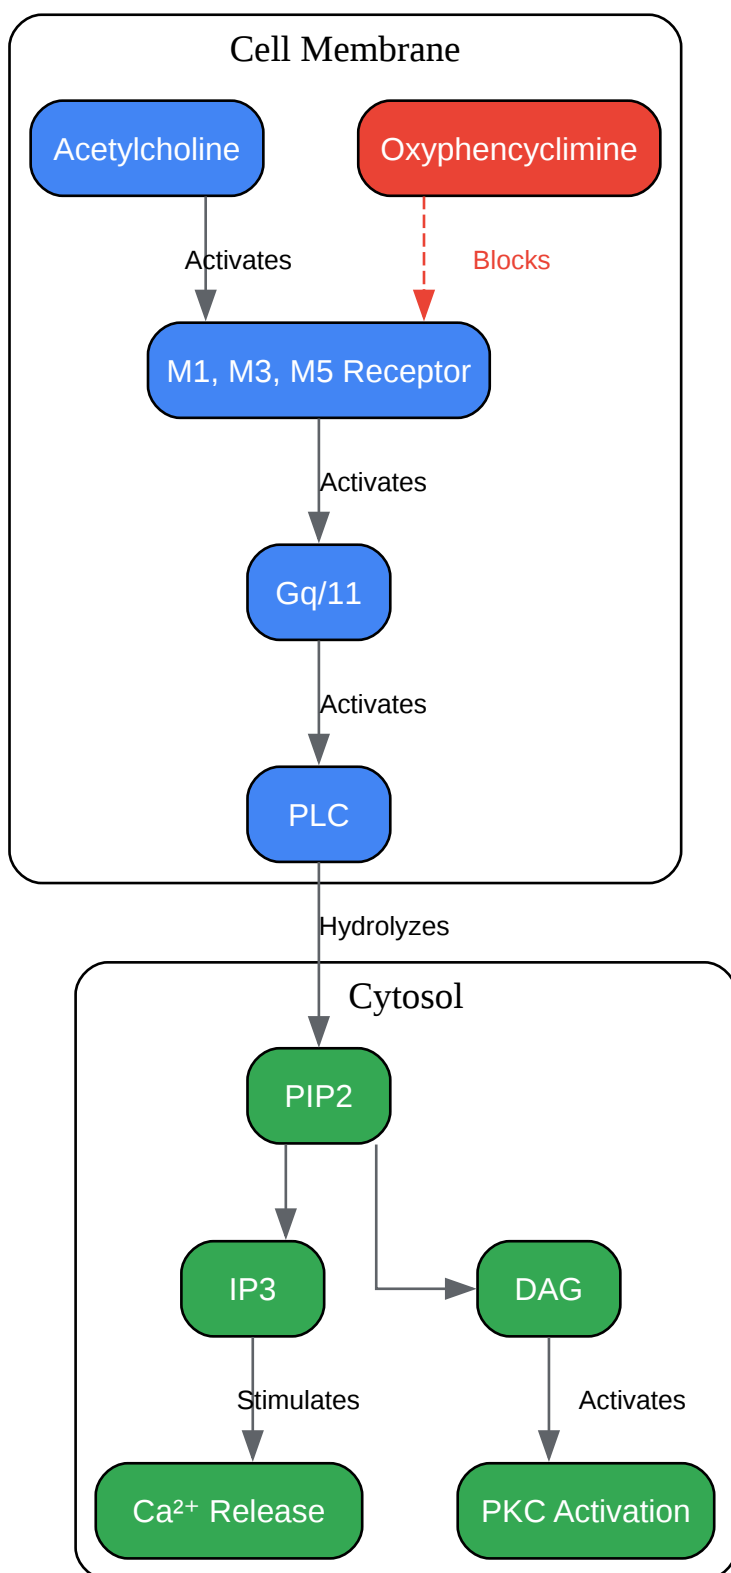 Cell Membrane
Acetylcholine
Oxyphencyclimine
Activates
Blocks
M1, M3, M5 Receptor
Activates
Gq/11
Activates
PLC
Hydrolyzes
Cytosol
PIP2
IP3
DAG
Stimulates
Activates
Ca²⁺ Release
PKC Activation